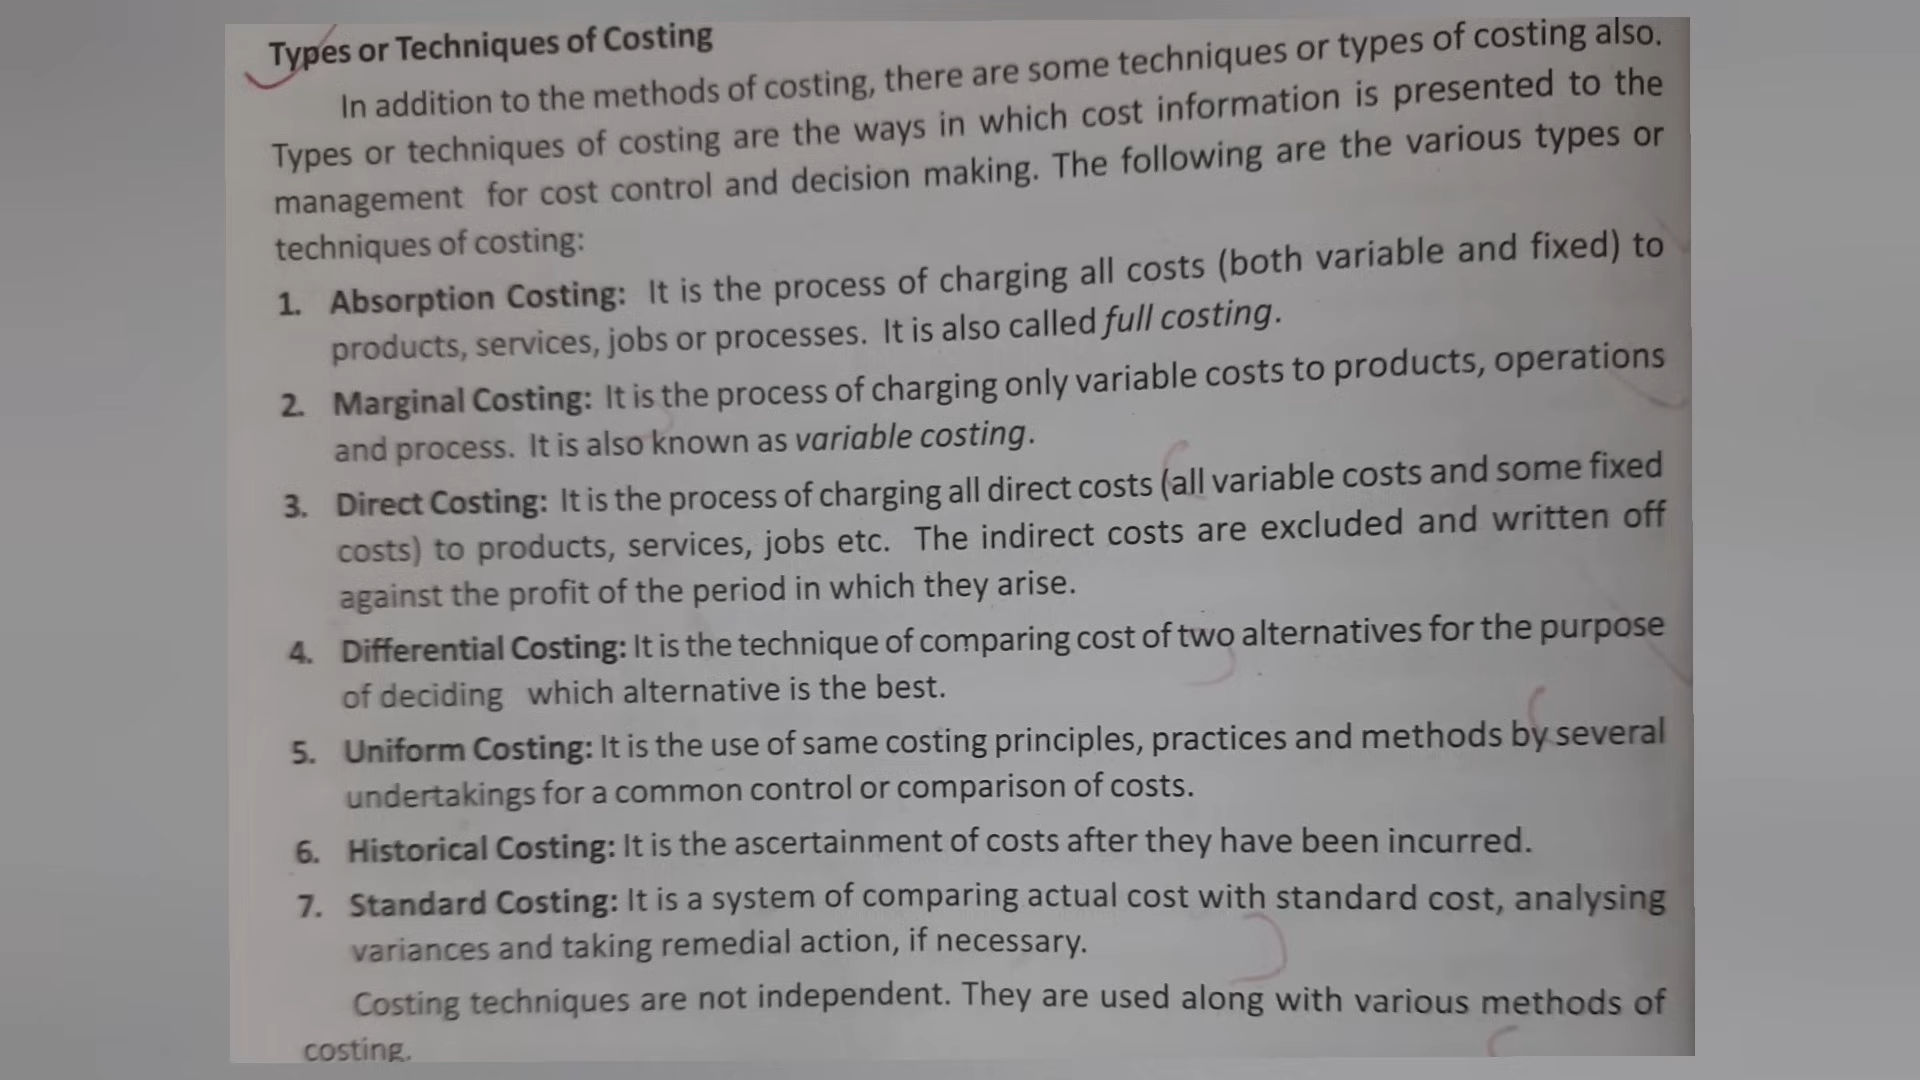 Types or Techniques of Costing
In addition to the methods of costing, there are some techniques or types of costing also.
Types or techniques of costing are the ways in which cost information is presented to the
management for cost control and decision making. The following are the various types or
techniques of costing:
1. Absorption Costing: It is the process of charging all costs (both variable and fixed) to
products, services, jobs or processes. It is also called full costing.
2. Marginal Costing: It is the process of charging only variable costs to products, operations
and process. It is also known as variable costing.
3. Direct Costing: It is the process of charging all direct costs (all variable costs and some fixed
costs) to products, services, jobs etc. The indirect costs are excluded and written off
against the profit of the period in which they arise.
4. Differential Costing: It is the technique of comparing cost of two alternatives for the purpose
of deciding which alternative is the best.
5. Uniform Costing: It is the use of same costing principles, practices and methods by several
undertakings for a common control or comparison of costs.
6. Historical Costing: It is the ascertainment of costs after they have been incurred.
7. Standard Costing: It is a system of comparing actual cost with standard cost, analysing
variances and taking remedial action, if necessary.
Costing techniques are not independent. They are used along with various methods of
costing.